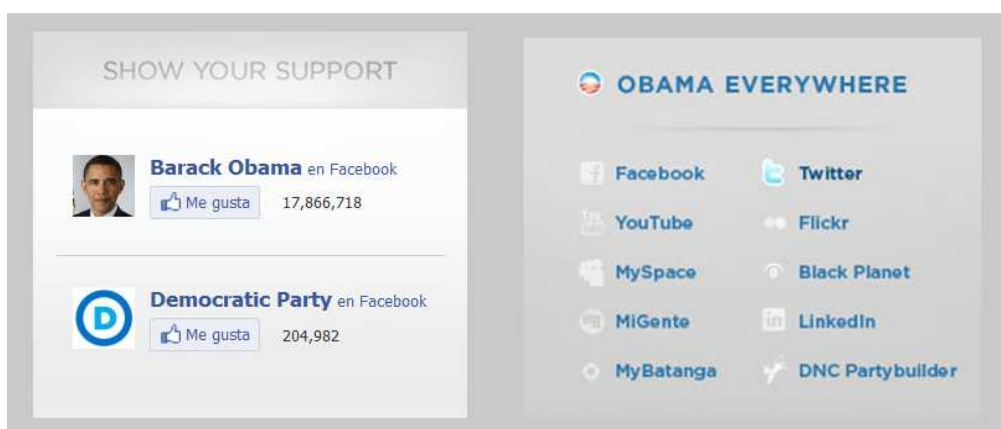 SHOW YOUR SUPPORT
Barack Obama en Facebook
Me gusta 17,866,718
D
Democratic Party en Facebook
Me gusta 204,982
OBAMA EVERYWHERE
Facebook
Twitter
YouTube
Flickr
MySpace
Black Planet
MiGente
LinkedIn
MyBatanga
DNC Partybuilder